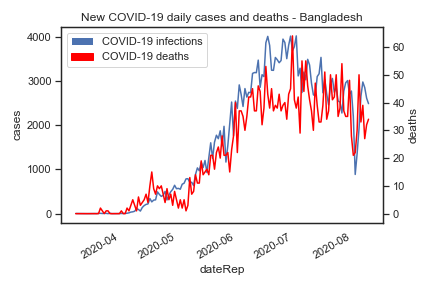 New COVID-19 daily cases and deaths - Bangladesh
COVID-19 infections
COVID-19 deaths
4000
3000
2000
1000
0
cases
60
50
40
30
20
10
0
deaths
2020-04
2020-05
2020-06
2020-07
2020-08
dateRep